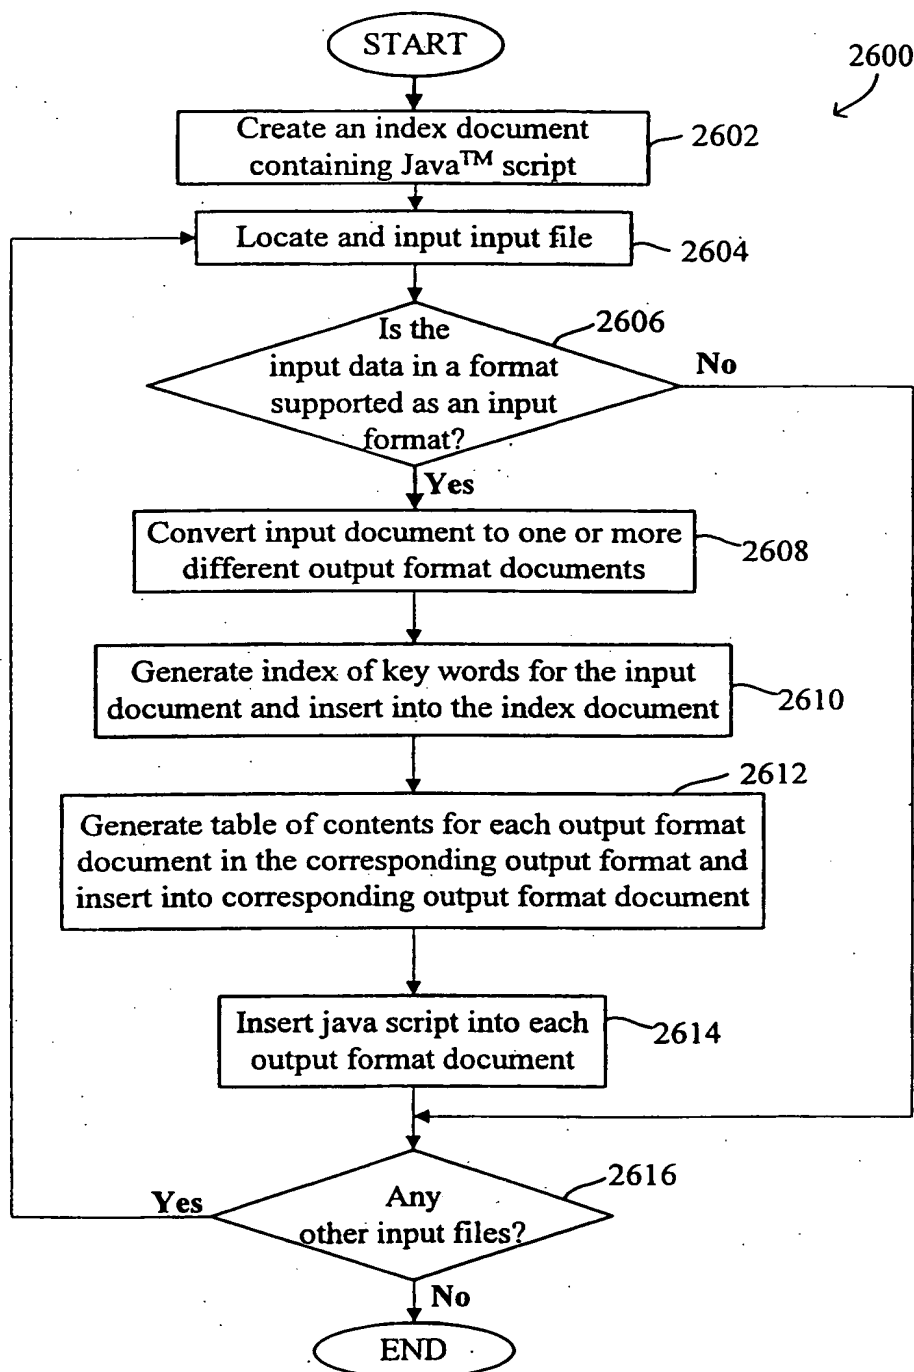 START
2600
Create an index document
containing Java™ script
2602
Locate and input input file
2604
Is the
input data in a format
supported as an input
format?
2606
No
Yes
Convert input document to one or more
different output format documents
2608
Generate index of key words for the input
document and insert into the index document
2610
2612
Generate table of contents for each output format
document in the corresponding output format and
insert into corresponding output format document
Insert java script into each
output format document
2614
2616
Yes
Any
other input files?
No
END